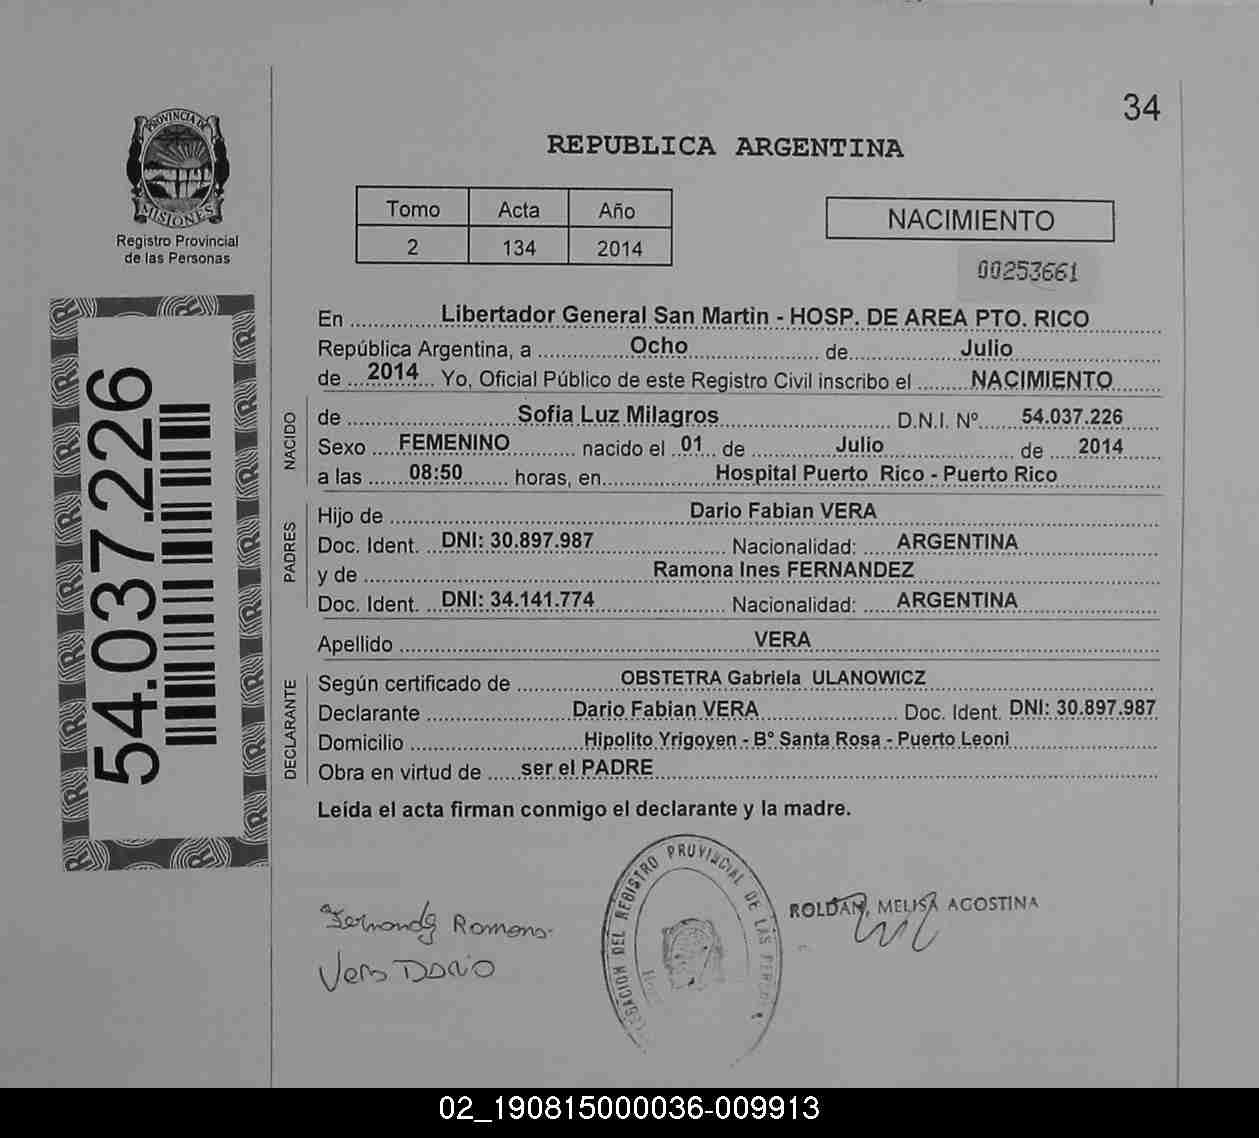 34
PROVINCIA DE
MISIONES
Registro Provincial
de las Personas
REPUBLICA ARGENTINA
Tomo Acta Año
2 134 2014
NACIMIENTO
00253661
54.037.226
En Libertador General San Martin - HOSP. DE AREA PTO. RICO
República Argentina, a Ocho de Julio
de 2014 Yo, Oficial Público de este Registro Civil inscribo el NACIMIENTO
NACIDO
de Sofia Luz Milagros D.N.I. Nº 54.037.226
Sexo FEMENINO nacido el 01 de Julio de 2014
a las 08:50 horas, en Hospital Puerto Rico - Puerto Rico
PADRES
Hijo de Dario Fabian VERA
Doc. Ident. DNI: 30.897.987 Nacionalidad: ARGENTINA
y de Ramona Ines FERNANDEZ
Doc. Ident. DNI: 34.141.774 Nacionalidad: ARGENTINA
Apellido VERA
DECLARANTE
Según certificado de OBSTETRA Gabriela ULANOWICZ
Declarante Dario Fabian VERA Doc. Ident. DNI: 30.897.987
Domicilio Hipolito Yrigoyen - Bº Santa Rosa - Puerto Leoni
Obra en virtud de ser el PADRE
Leída el acta firman conmigo el declarante y la madre.
Vera Dario
DEL REGISTRO PROVINCIAL DE LAS
ROLDAN, MELISA AGOSTINA
02_190815000036-009913